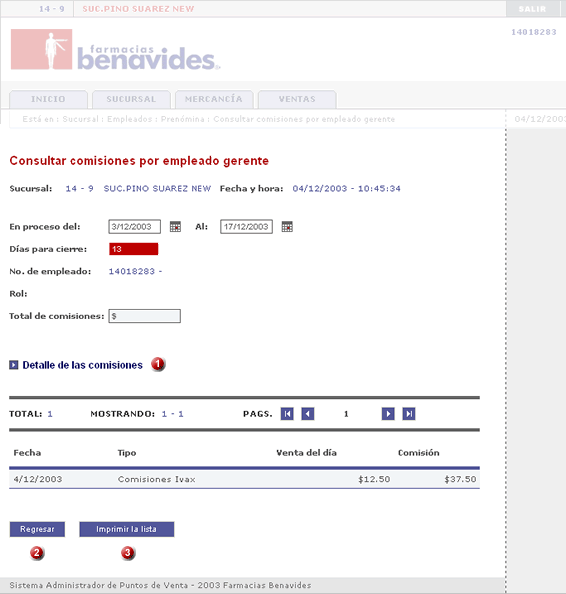 14 - 9 SUC.PINO SUAREZ NEW SALIR
14018283
farmacias
benavides
INICIO SUCURSAL MERCANCÍA VENTAS
Está en : Sucursal : Empleados : Prenómina : Consultar comisiones por empleado gerente 04/12/2003
Consultar comisiones por empleado gerente
Sucursal: 14 - 9 SUC.PINO SUAREZ NEW Fecha y hora: 04/12/2003 - 10:45:34
En proceso del: 3/12/2003 Al: 17/12/2003
Días para cierre: 13
No. de empleado: 14018283 -
Rol:
Total de comisiones: $
Detalle de las comisiones 1
TOTAL: 1 MOSTRANDO: 1 - 1 PAGS. 1
Fecha Tipo Venta del día Comisión
4/12/2003 Comisiones Ivax $12.50 $37.50
Regresar Imprimir la lista
2 3
Sistema Administrador de Puntos de Venta - 2003 Farmacias Benavides